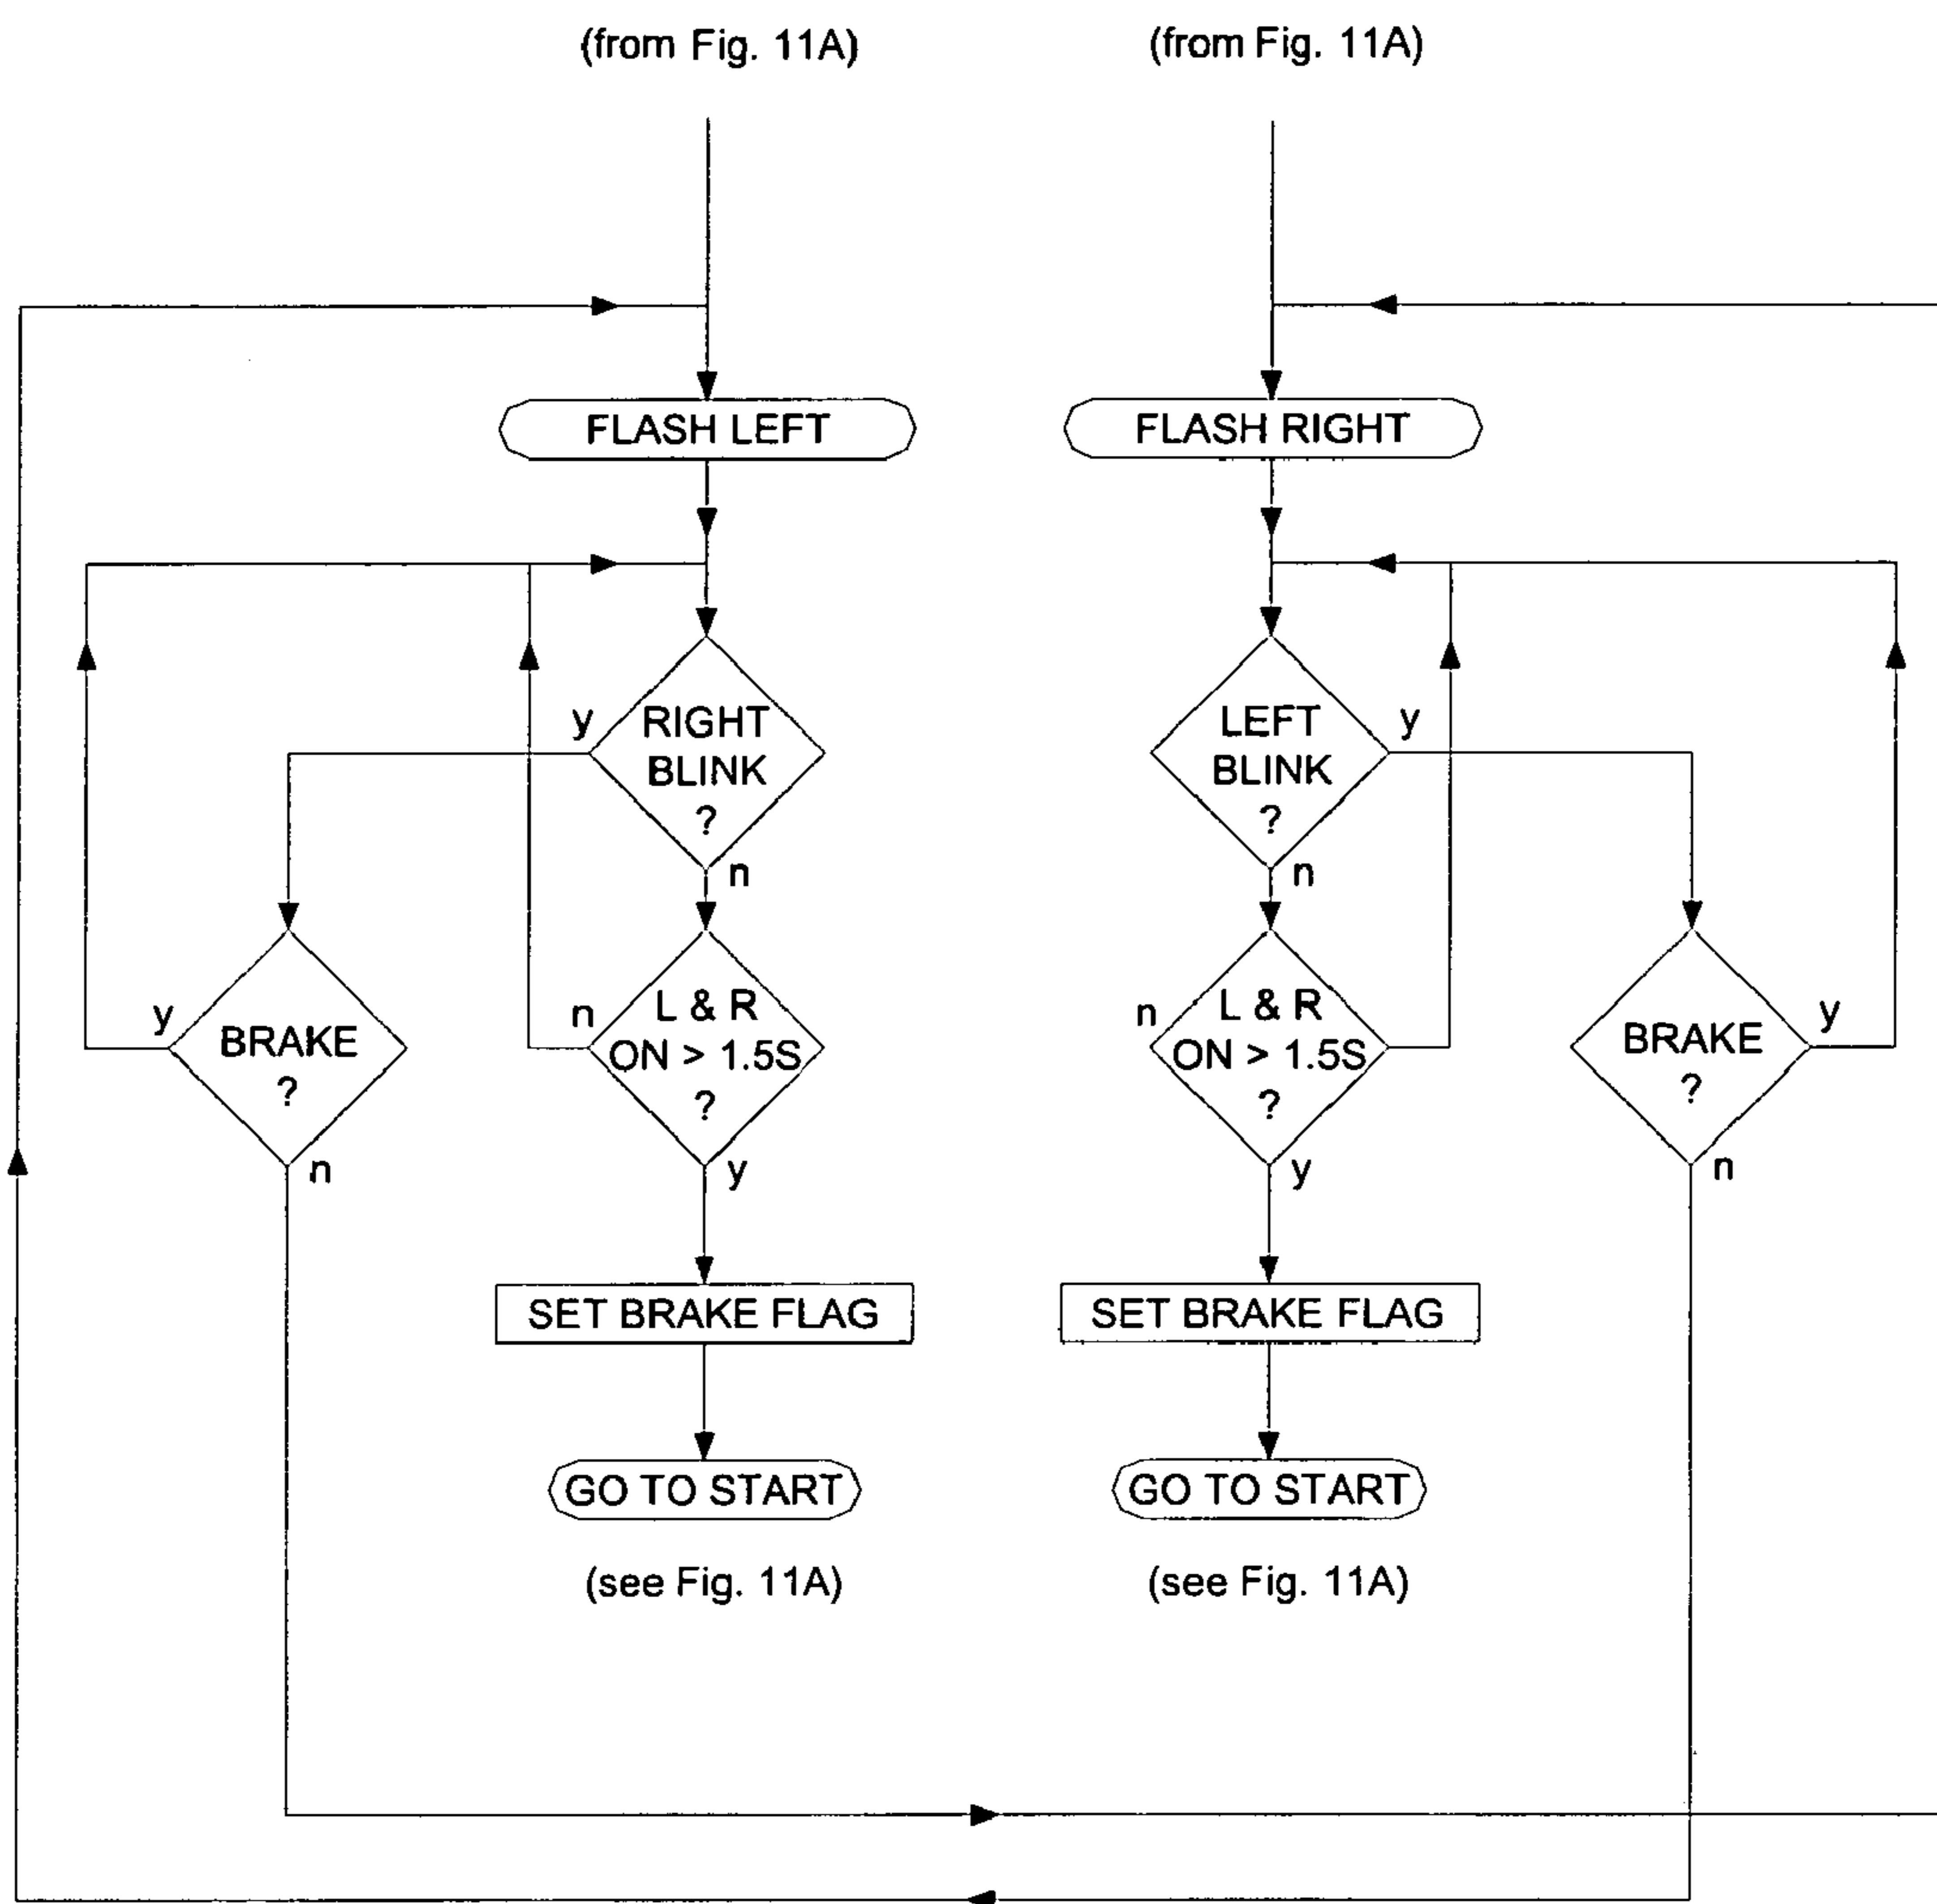 (from Fig. 11A)
(from Fig. 11A)
FLASH LEFT
FLASH RIGHT
y
RIGHT
BLINK
?
n
LEFT
BLINK
?
y
n
y
BRAKE
?
n
n
L & R
ON > 1.5S
?
y
n
L & R
ON > 1.5S
?
y
BRAKE
?
y
n
SET BRAKE FLAG
SET BRAKE FLAG
GO TO START
GO TO START
(see Fig. 11A)
(see Fig. 11A)